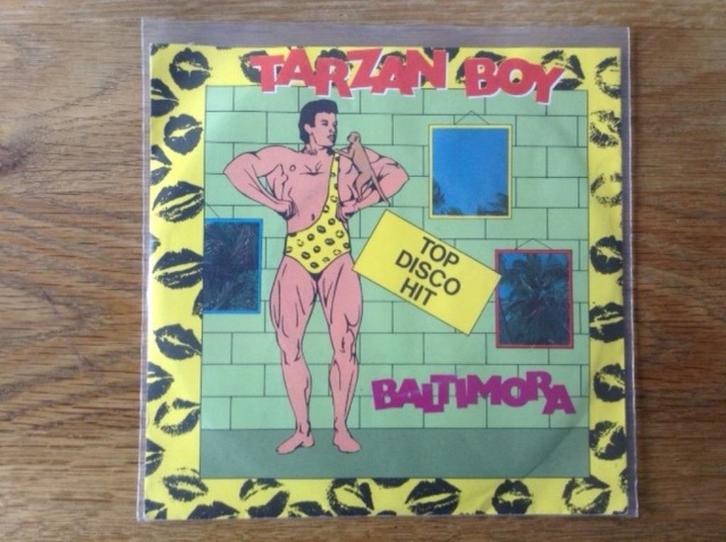 TARZAN BOY
TOP
DISCO
HIT
BALTIMORA